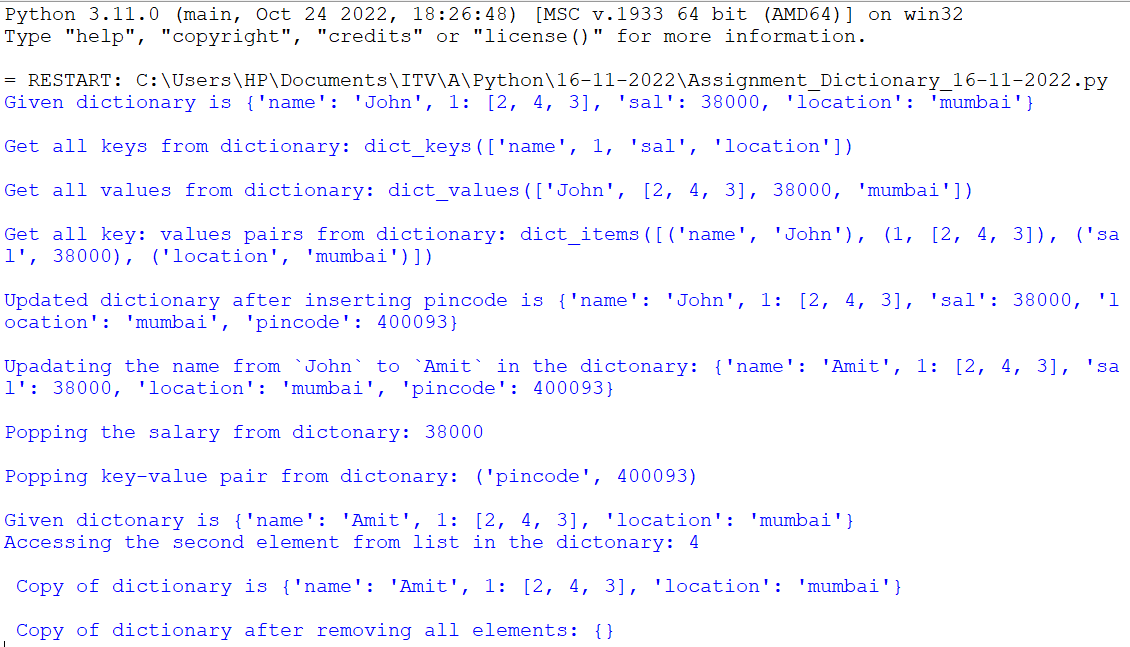 Python 3.11.0 (main, Oct 24 2022, 18:26:48) [MSC v.1933 64 bit (AMD64)] on win32
Type "help", "copyright", "credits" or "license()" for more information.
= RESTART: C:\Users\HP\Documents\ITV\A\Python\16-11-2022\Assignment_Dictionary_16-11-2022.py
Given dictionary is {'name': 'John', 1: [2, 4, 3], 'sal': 38000, 'location': 'mumbai'}
Get all keys from dictionary: dict_keys(['name', 1, 'sal', 'location'])
Get all values from dictionary: dict_values(['John', [2, 4, 3], 38000, 'mumbai'])
Get all key: values pairs from dictionary: dict_items([('name', 'John'), (1, [2, 4, 3]), ('sa
l', 38000), ('location', 'mumbai')])
Updated dictionary after inserting pincode is {'name': 'John', 1: [2, 4, 3], 'sal': 38000, 'l
ocation': 'mumbai', 'pincode': 400093}
Upadating the name from `John` to `Amit` in the dictonary: {'name': 'Amit', 1: [2, 4, 3], 'sa
l': 38000, 'location': 'mumbai', 'pincode': 400093}
Popping the salary from dictonary: 38000
Popping key-value pair from dictonary: ('pincode', 400093)
Given dictonary is {'name': 'Amit', 1: [2, 4, 3], 'location': 'mumbai'}
Accessing the second element from list in the dictonary: 4
Copy of dictionary is {'name': 'Amit', 1: [2, 4, 3], 'location': 'mumbai'}
Copy of dictionary after removing all elements: {}